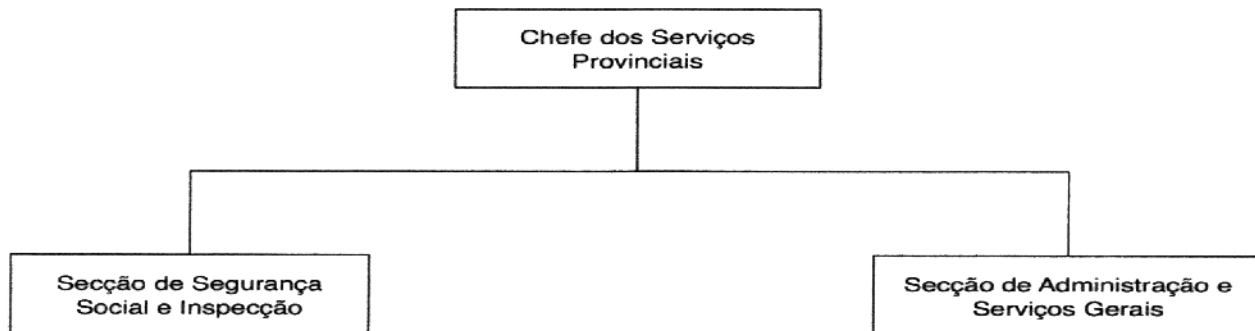 Chefe dos Serviços
Provinciais
Secção de Segurança
Social e Inspecção
Secção de Administração e
Serviços Gerais